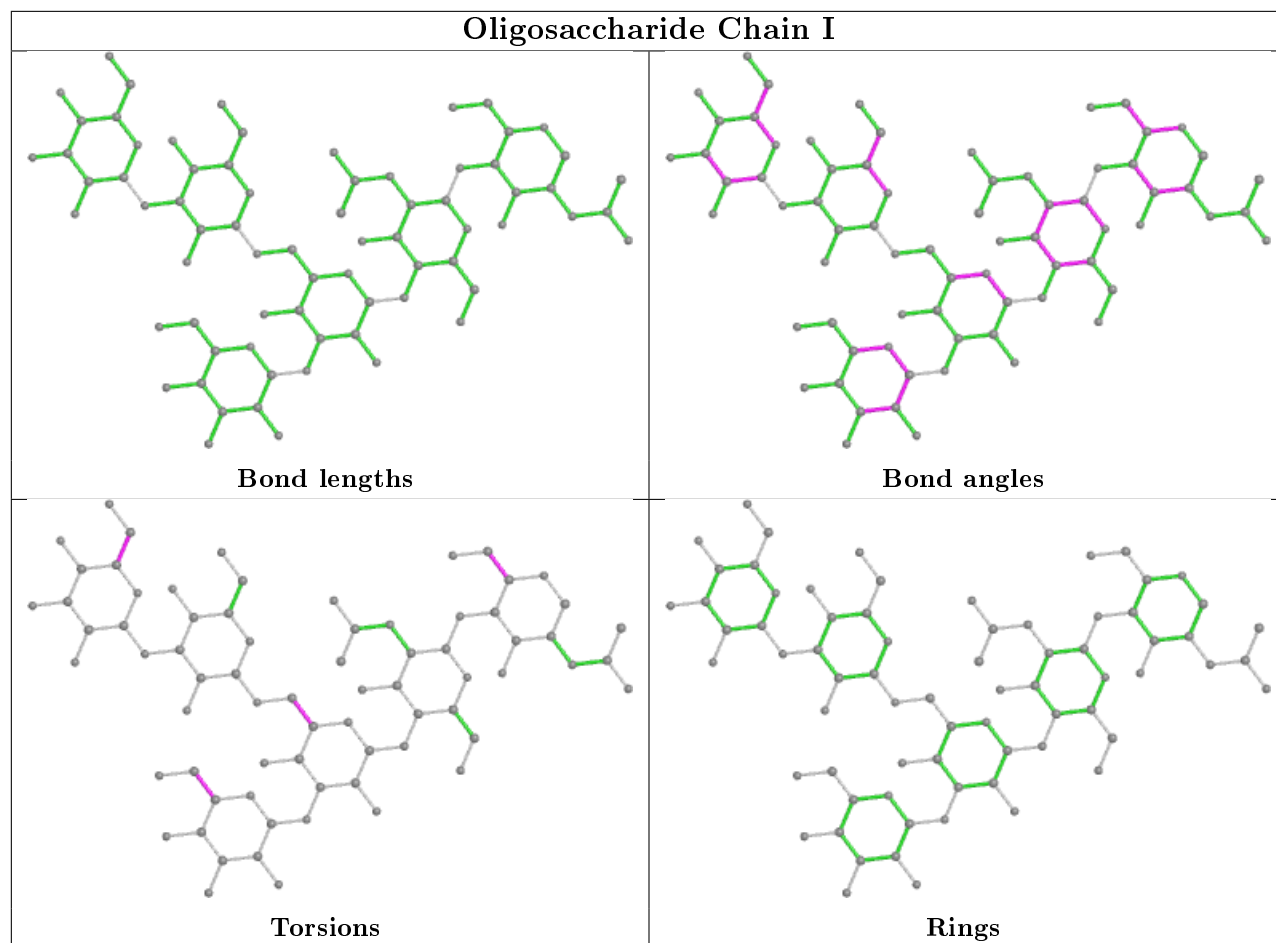 Oligosaccharide Chain I
Bond lengths
Bond angles
Torsions
Rings